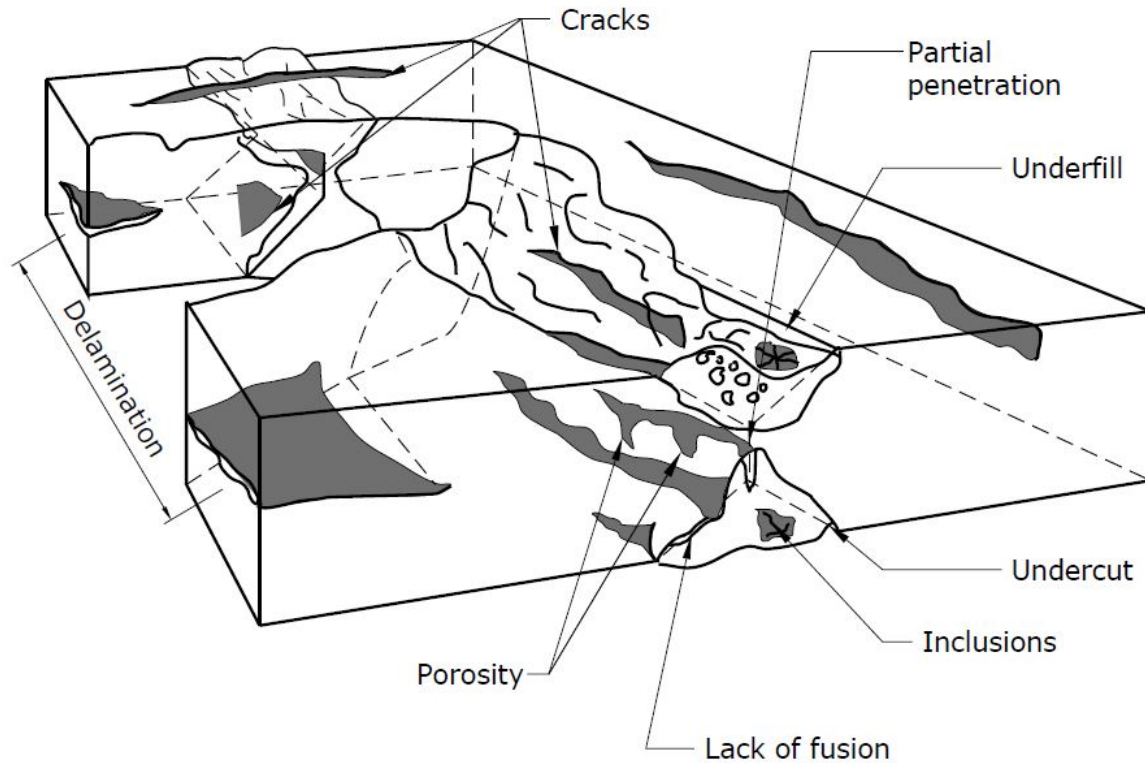 Cracks
Partial
penetration
Underfill
Delamination
Undercut
Inclusions
Porosity
Lack of fusion